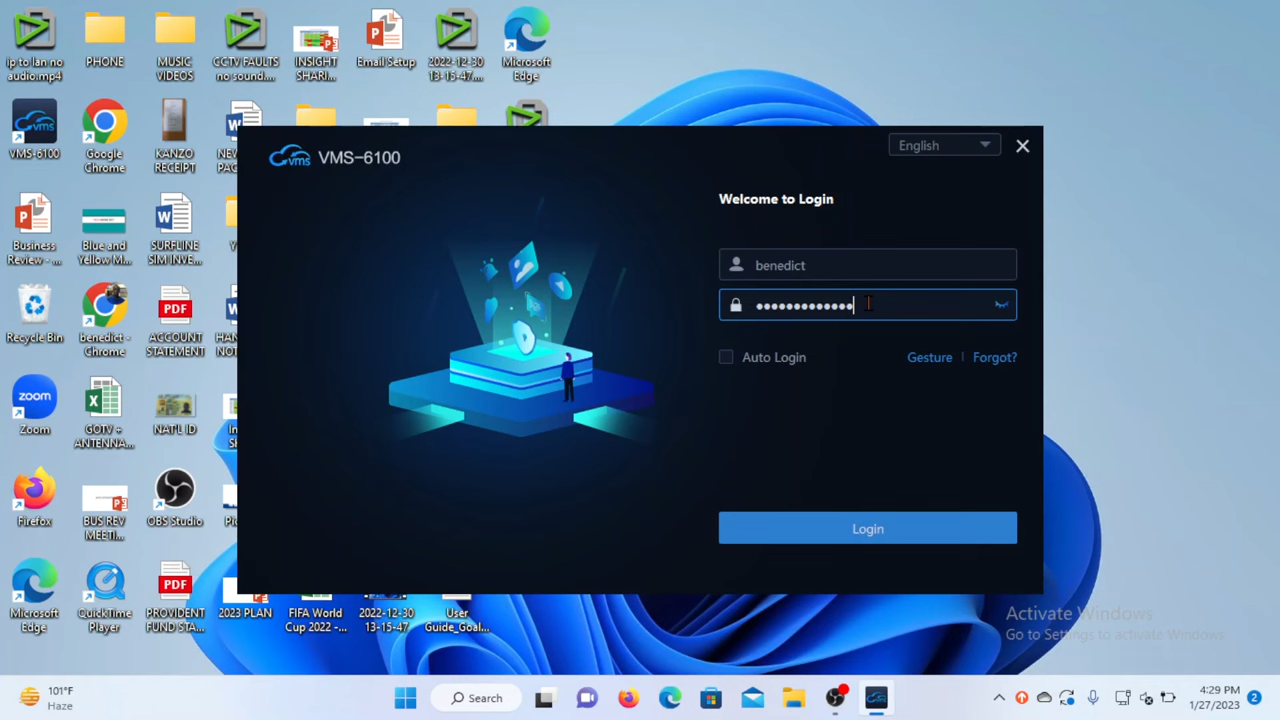 ip to lan no
audio.mp4
PHONE
MUSIC
VIDEOS
CCTV FAULTS
no sound....
INSIGHT
SHARI...
Email Setup
2022-12-30
13-15-47....
Microsoft
Edge
VMS-6100
Google
Chrome
KANZO
RECEIPT
Business
Review - ...
Blue and
Yellow M...
SURFLINE
SIM INVE...
Recycle Bin
benedict -
Chrome
ACCOUNT
STATEMENT
Zoom
GOTV +
ANTENNA...
NAT'L ID
Firefox
BUS REV
MEETI...
OBS Studio
Microsoft
Edge
QuickTime
Player
PROVIDENT
FUND STA...
2023 PLAN
FIFA World
Cup 2022 -...
2022-12-30
13-15-47
User
Guide_Goal...
vms VMS-6100
English
Welcome to Login
benedict
Auto Login
Gesture
Forgot?
Login
Activate Windows
Go to Settings to activate Windows.
101°F
Haze
Search
4:29 PM
1/27/2023
2